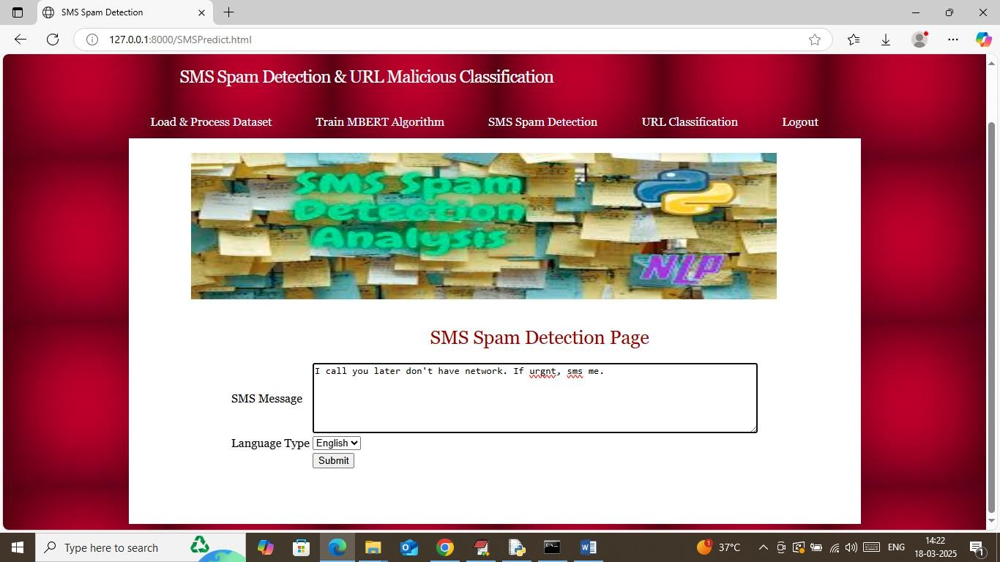 SMS Spam Detection
127.0.0.1:8000/SMSPredict.html
SMS Spam Detection & URL Malicious Classification
Load & Process Dataset Train MBERT Algorithm SMS Spam Detection URL Classification Logout
SMS Spam
Detection
Analysis
NLP
SMS Spam Detection Page
I call you later don't have network. If urgnt, sms me.
SMS Message
Language Type English
Submit
Type here to search 37°C ENG 14:22
18-03-2025